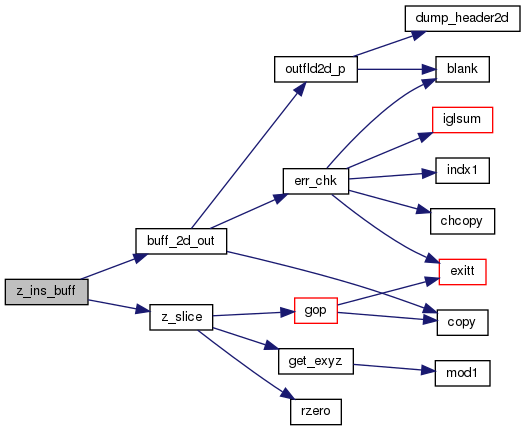 dump_header2d
outfld2d_p
blank
iglsum
err_chk
indx1
chcopy
buff_2d_out
exitt
z_ins_buff
z_slice
gop
copy
get_exyz
mod1
rzero